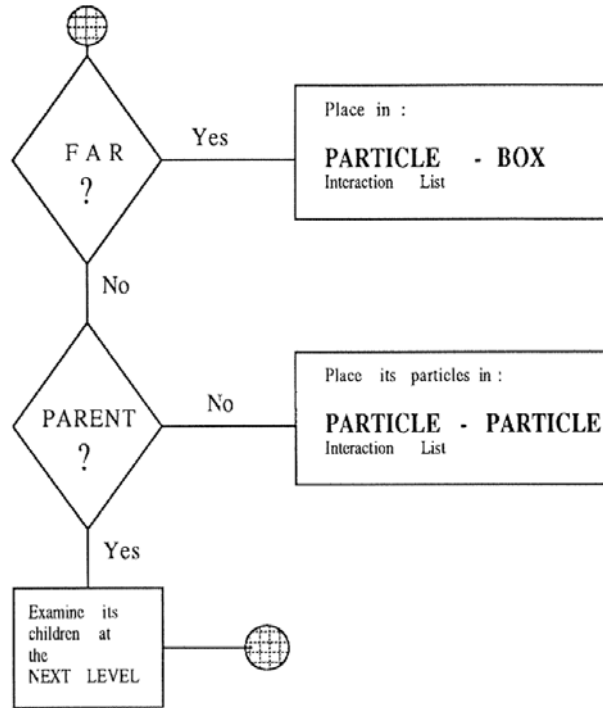 FAR
?
Yes
Place in :
PARTICLE - BOX
Interaction List
No
PARENT
?
No
Place its particles in :
PARTICLE - PARTICLE
Interaction List
Yes
Examine its
children at
the
NEXT LEVEL